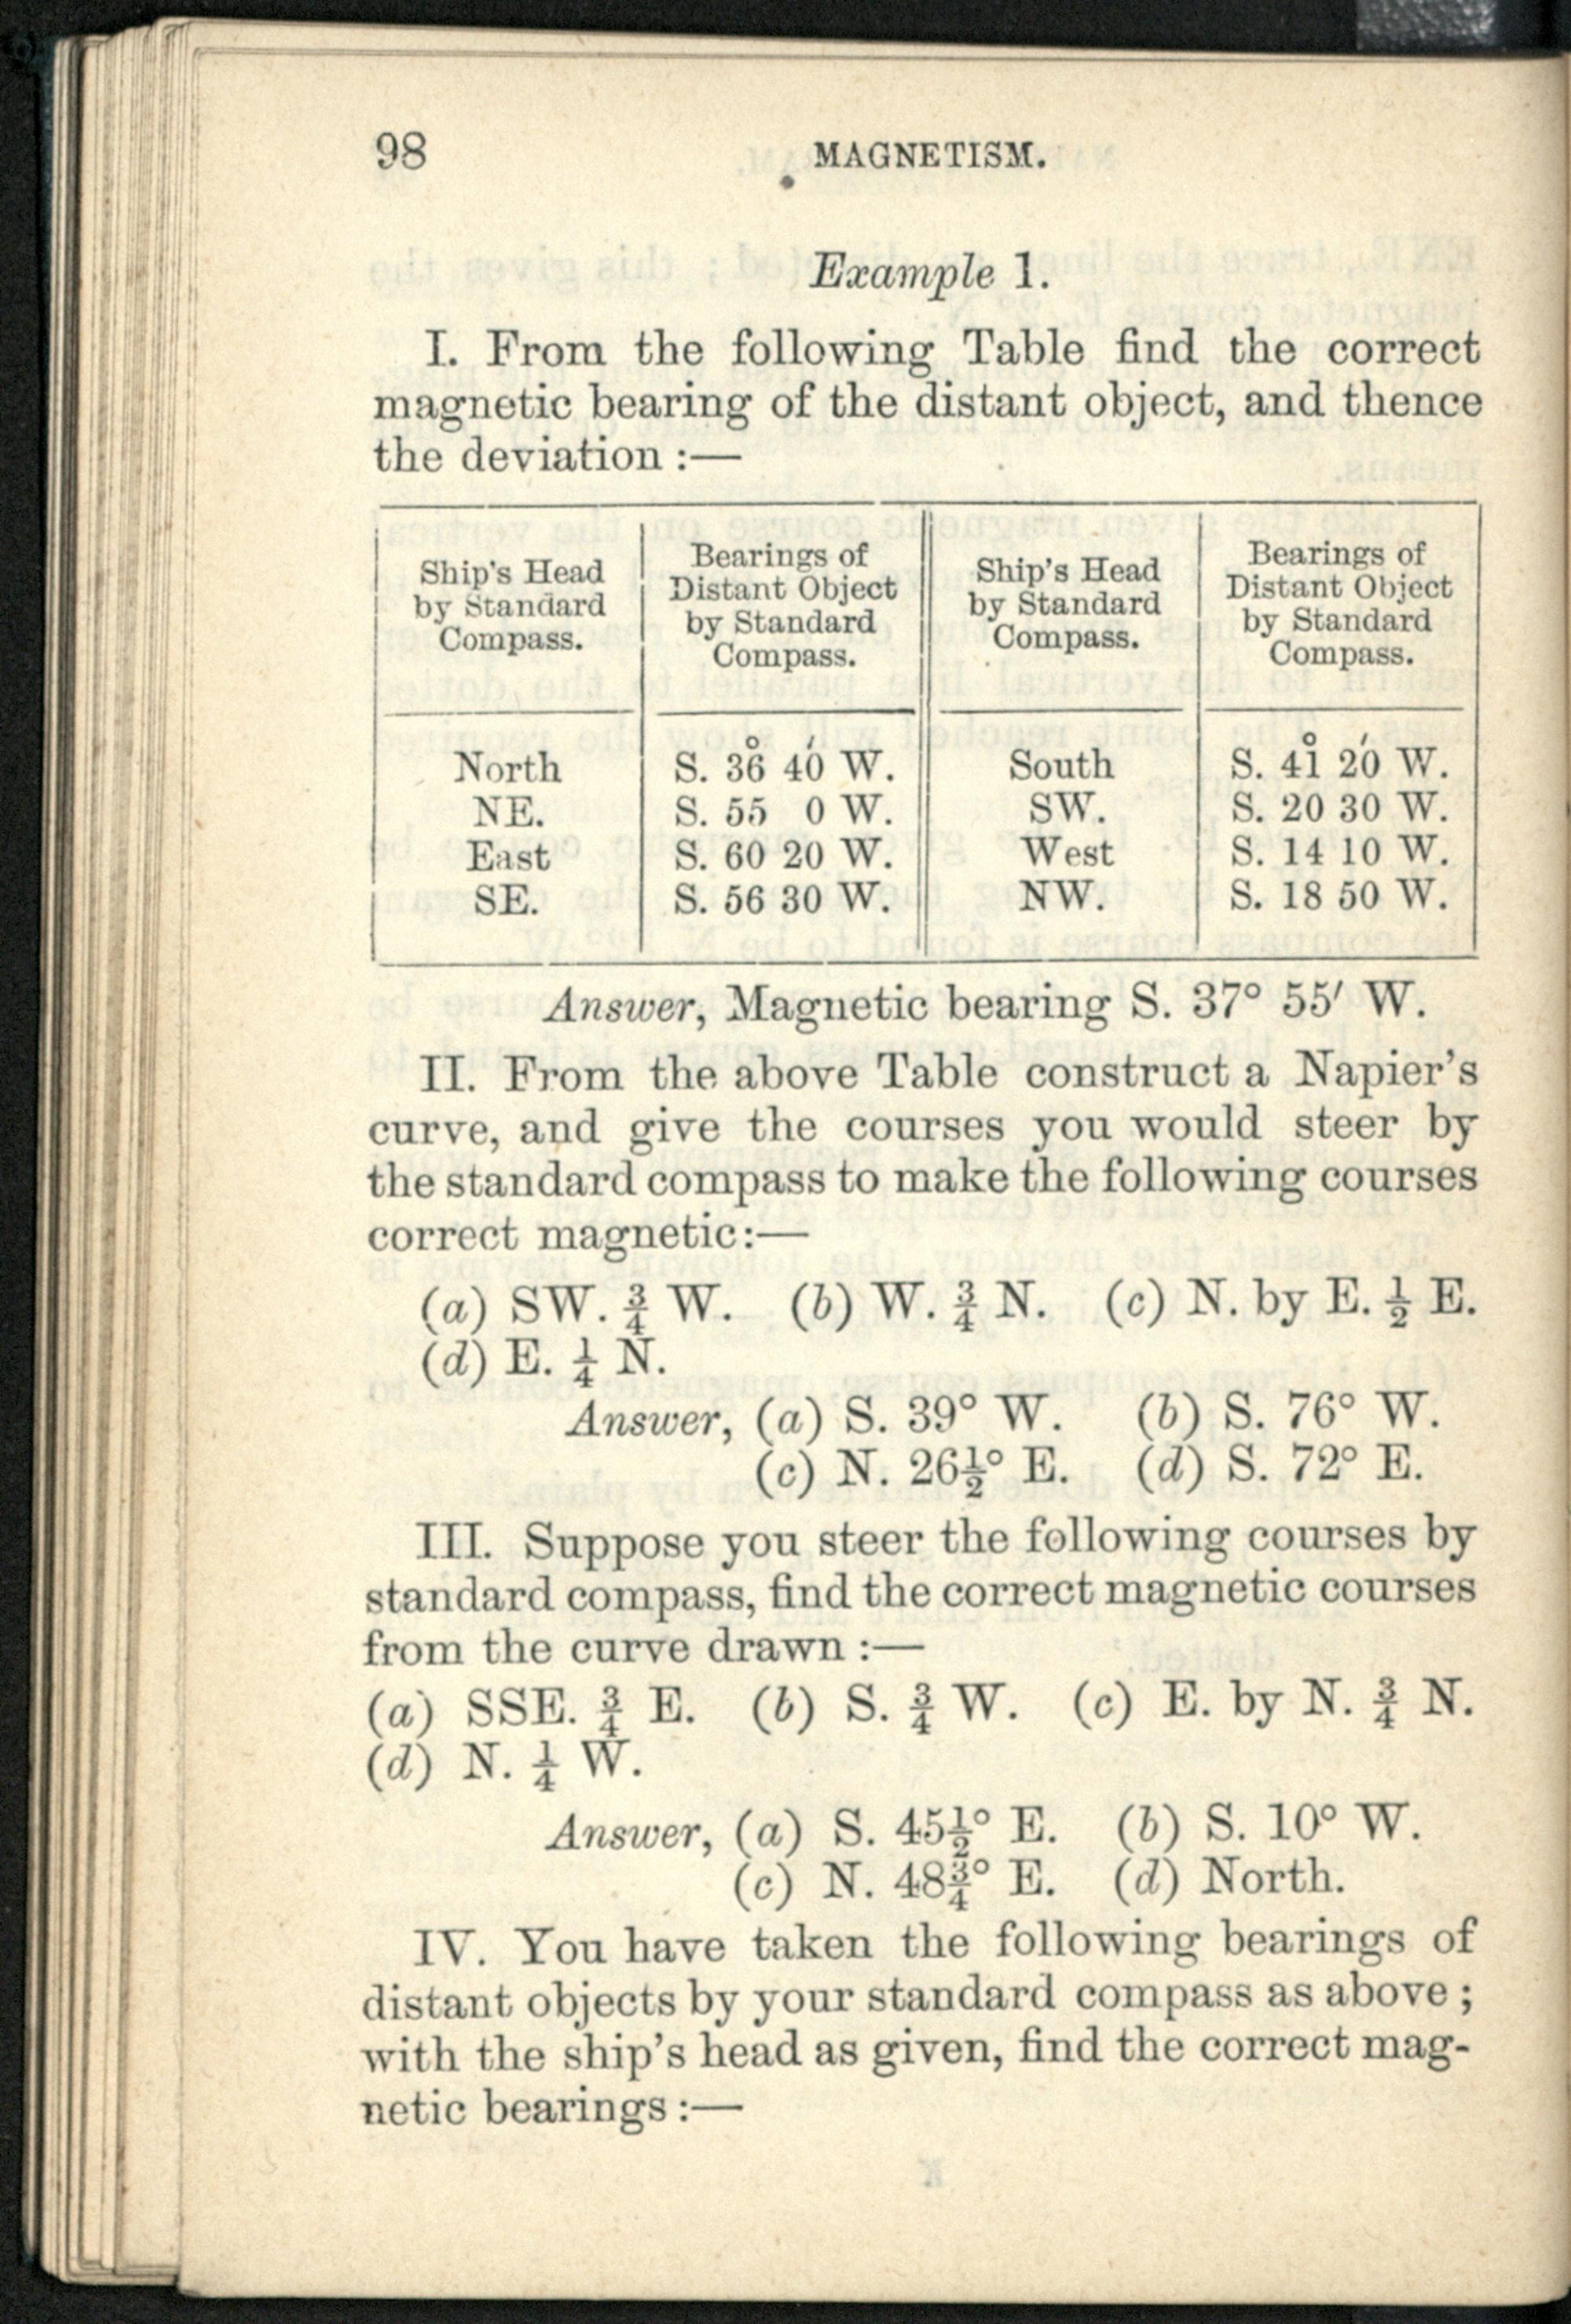 98
MAGNETISM.
Example 1.
I. From the following Table find the correct
magnetic bearing of the distant object, and thence
the deviation :—
Ship's Head by Standard Compass. | Bearings of Distant Object by Standard Compass. | Ship's Head by Standard Compass. | Bearings of Distant Object by Standard Compass.
North | S. 36° 40′ W. | South | S. 41° 20′ W.
NE. | S. 55 0 W. | SW. | S. 20 30 W.
East | S. 60 20 W. | West | S. 14 10 W.
SE. | S. 56 30 W. | NW. | S. 18 50 W.
Answer, Magnetic bearing S. 37° 55′ W.
II. From the above Table construct a Napier's
curve, and give the courses you would steer by
the standard compass to make the following courses
correct magnetic:—
(a) SW. ¾ W. (b) W. ¾ N. (c) N. by E. ½ E.
(d) E. ¼ N.
Answer, (a) S. 39° W. (b) S. 76° W.
(c) N. 26½° E. (d) S. 72° E.
III. Suppose you steer the following courses by
standard compass, find the correct magnetic courses
from the curve drawn :—
(a) SSE. ¾ E. (b) S. ¾ W. (c) E. by N. ¾ N.
(d) N. ¼ W.
Answer, (a) S. 45½° E. (b) S. 10° W.
(c) N. 48¾° E. (d) North.
IV. You have taken the following bearings of
distant objects by your standard compass as above ;
with the ship's head as given, find the correct mag-
netic bearings :—